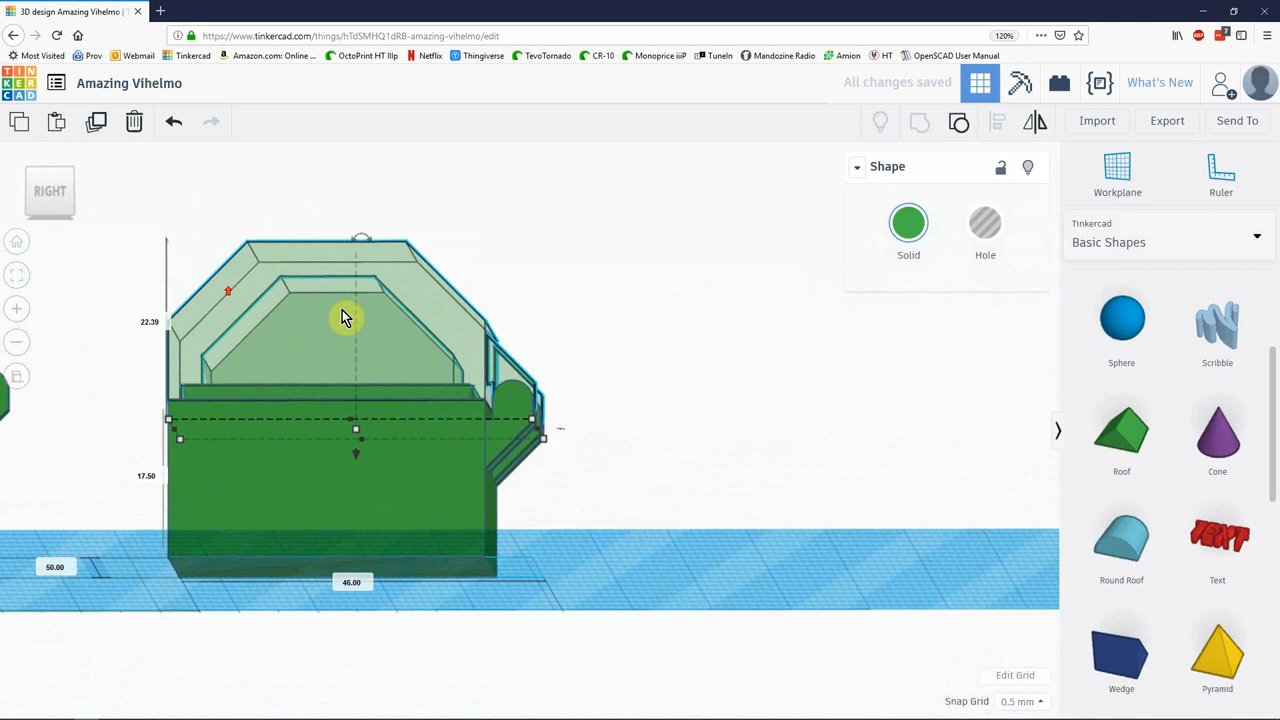 3D design Amazing Vihelmo | T
https://www.tinkercad.com/things/hTdSMHQ1dRB-amazing-vihelmo/edit
120%
7
Most Visited
Prov
Webmail
Tinkercad
Amazon.com: Online ...
OctoPrint HT IIIp
Netflix
Thingiverse
TevoTornado
CR-10
Monoprice iiiP
TuneIn
Mandozine Radio
Amion
HT
OpenSCAD User Manual
TIN
KER
CAD
Amazing Vihelmo
All changes saved
What's New
Import
Export
Send To
RIGHT
Shape
Solid
Hole
Workplane
Ruler
Tinkercad
Basic Shapes
Sphere
Scribble
Roof
Cone
Round Roof
Text
TEXT
Wedge
Pyramid
22.39
17.50
50.00
46.00
Edit Grid
Snap Grid
0.5 mm